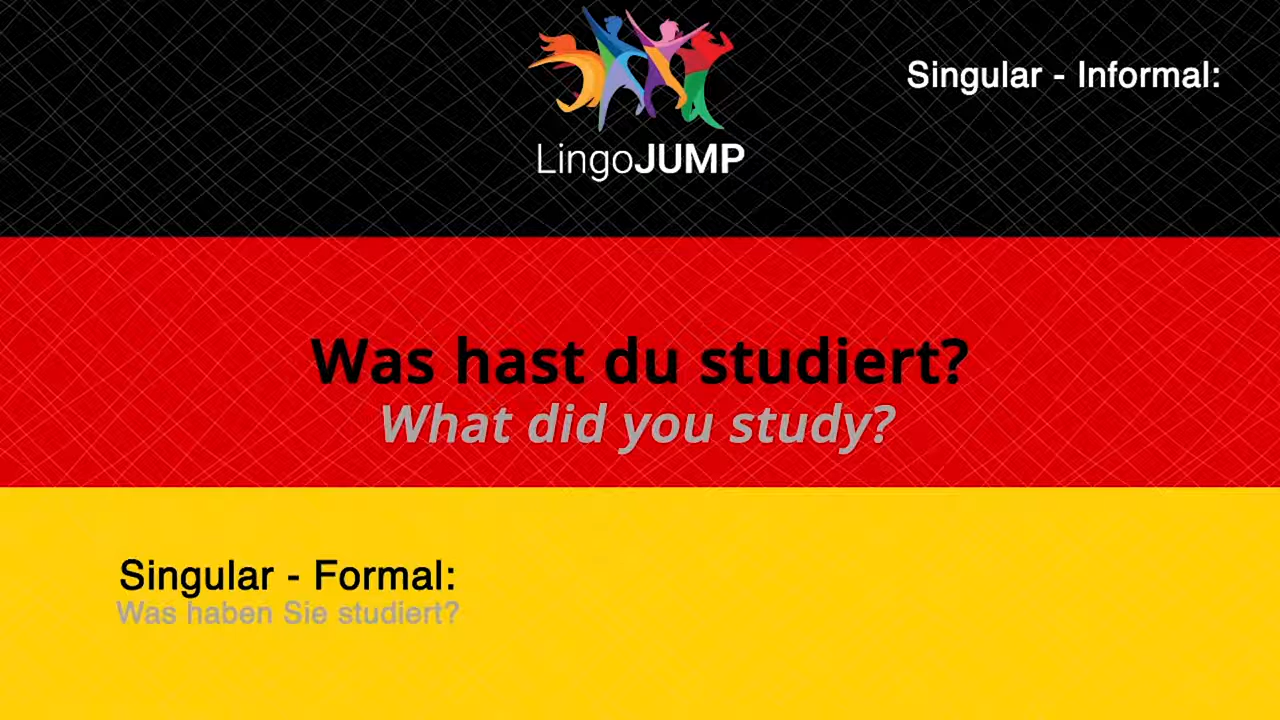 LingoJUMP
Singular - Informal:
Was hast du studiert?
What did you study?
Singular - Formal:
Was haben Sie studiert?